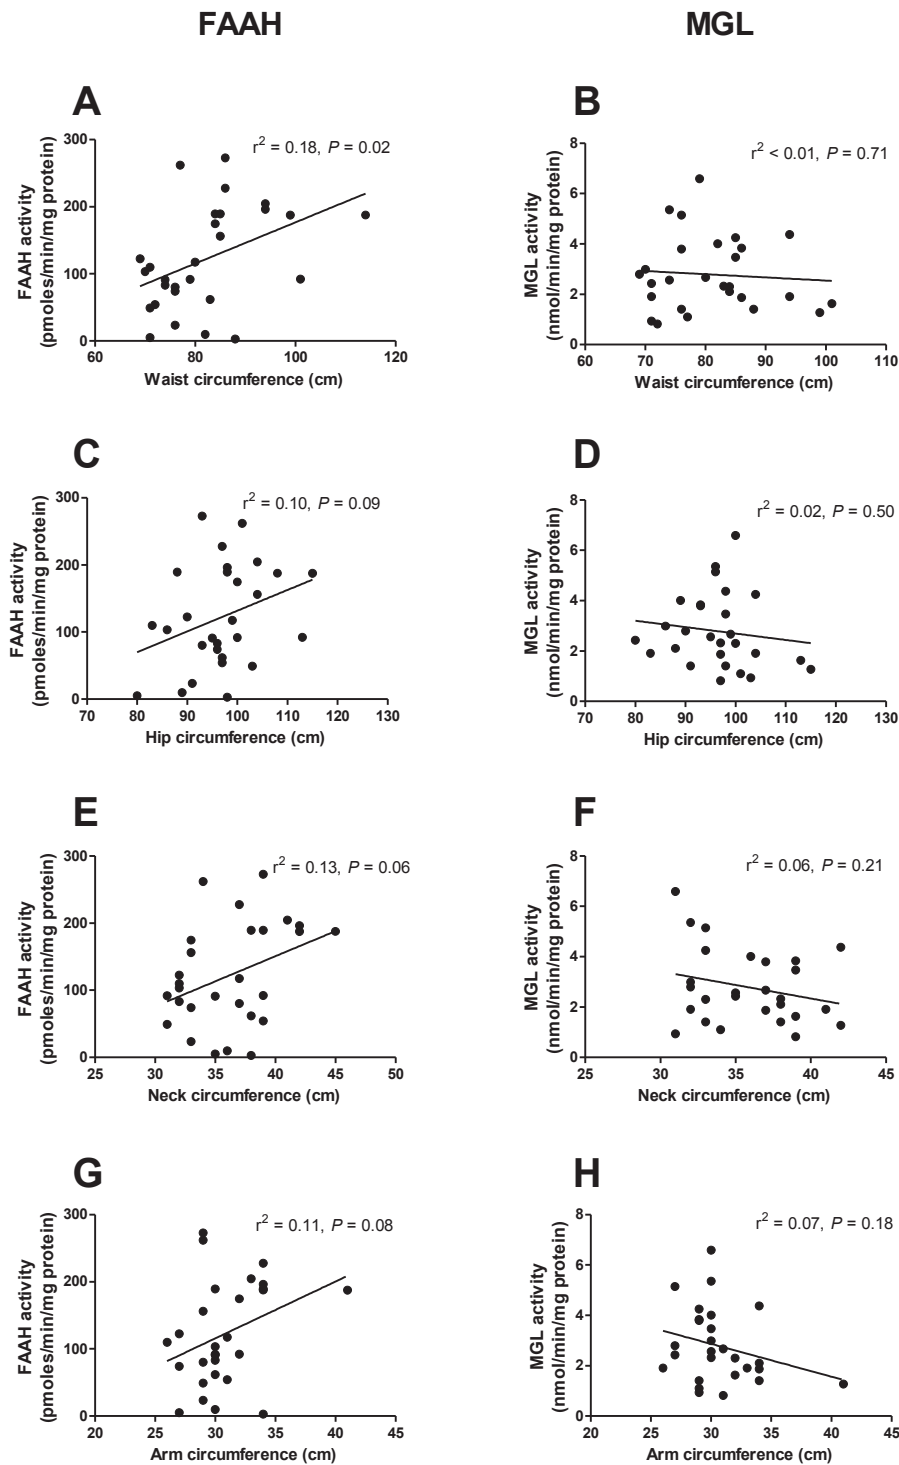 FAAH MGL
A
r² = 0.18, P = 0.02
FAAH activity
(pmoles/min/mg protein)
300
200
100
0
60 80 100 120
Waist circumference (cm)
B
r² < 0.01, P = 0.71
MGL activity
(nmol/min/mg protein)
8
6
4
2
0
60 70 80 90 100 110
Waist circumference (cm)
C
r² = 0.10, P = 0.09
FAAH activity
(pmoles/min/mg protein)
300
200
100
0
70 80 90 100 110 120 130
Hip circumference (cm)
D
r² = 0.02, P = 0.50
MGL activity
(nmol/min/mg protein)
8
6
4
2
0
70 80 90 100 110 120 130
Hip circumference (cm)
E
r² = 0.13, P = 0.06
FAAH activity
(pmoles/min/mg protein)
300
200
100
0
25 30 35 40 45 50
Neck circumference (cm)
F
r² = 0.06, P = 0.21
MGL activity
(nmol/min/mg protein)
8
6
4
2
0
25 30 35 40 45
Neck circumference (cm)
G
r² = 0.11, P = 0.08
FAAH activity
(pmoles/min/mg protein)
300
200
100
0
20 25 30 35 40 45
Arm circumference (cm)
H
r² = 0.07, P = 0.18
MGL activity
(nmol/min/mg protein)
8
6
4
2
0
20 25 30 35 40 45
Arm circumference (cm)